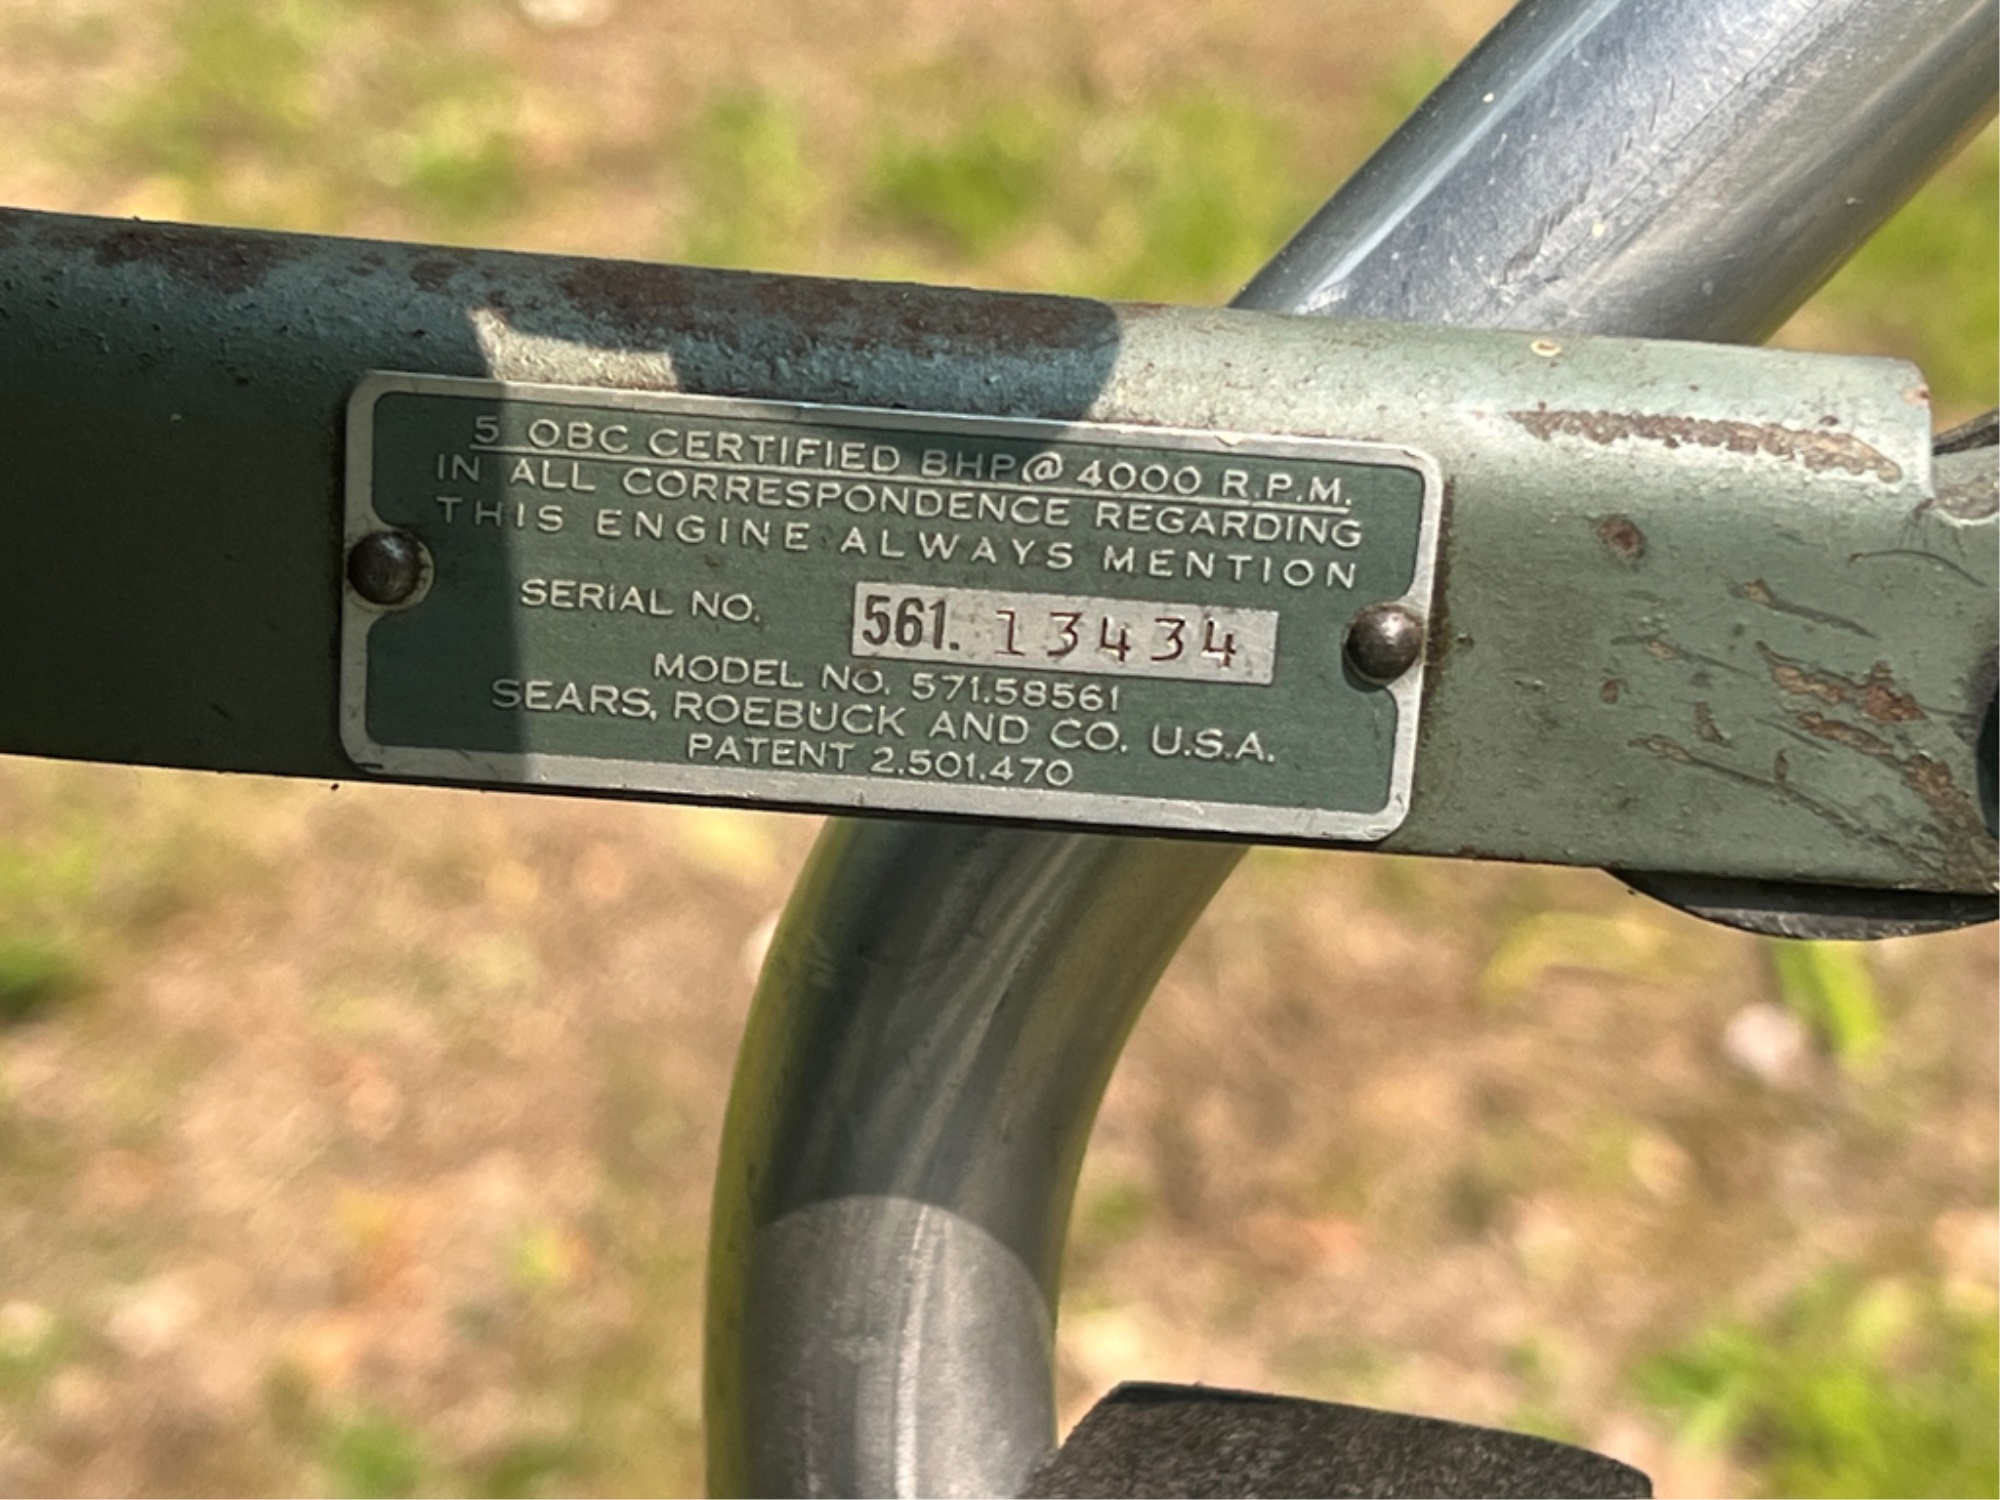 5 OBC CERTIFIED BHP @ 4000 R.P.M.
IN ALL CORRESPONDENCE REGARDING
THIS ENGINE ALWAYS MENTION
SERIAL NO. 561. 13434
MODEL NO. 571.58561
SEARS, ROEBUCK AND CO. U.S.A.
PATENT 2.501.470